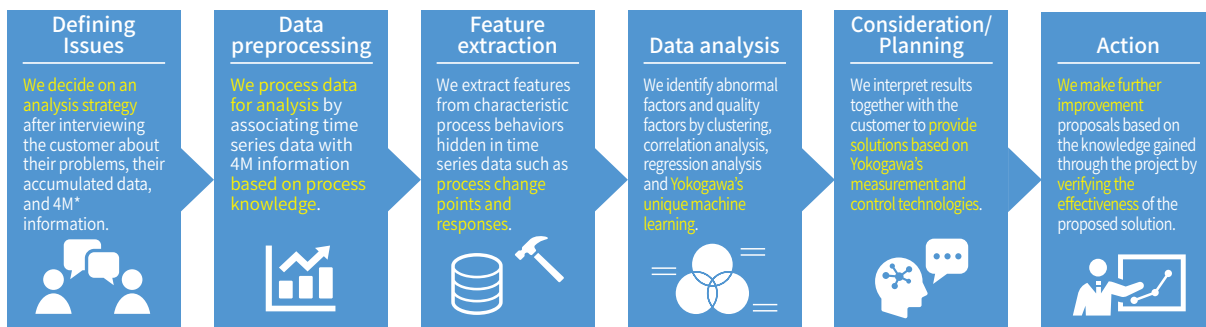 Defining
Issues
We decide on an
analysis strategy
after interviewing
the customer about
their problems, their
accumulated data,
and 4M*
information.
Data
preprocessing
We process data
for analysis by
associating time
series data with
4M information
based on process
knowledge.
Feature
extraction
We extract features
from characteristic
process behaviors
hidden in time
series data such as
process change
points and
responses.
Data analysis
We identify abnormal
factors and quality
factors by clustering,
correlation analysis,
regression analysis
and Yokogawa's
unique machine
learning.
Consideration/
Planning
We interpret results
together with the
customer to provide
solutions based on
Yokogawa's
measurement and
control technologies.
Action
We make further
improvement
proposals based on
the knowledge gained
through the project by
verifying the
effectiveness of the
proposed solution.